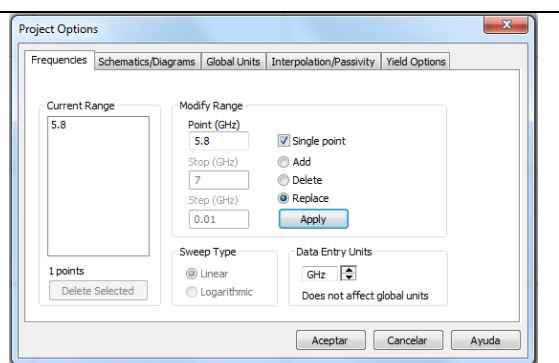 Project Options
Frequencies Schematics/Diagrams Global Units Interpolation/Passivity Yield Options
Current Range
5.8
1 points
Delete Selected
Modify Range
Point (GHz)
5.8
Single point
Stop (GHz)
Add
7
Delete
Step (GHz)
Replace
0.01
Apply
Sweep Type
Linear
Logarithmic
Data Entry Units
GHz
Does not affect global units
Aceptar Cancelar Ayuda